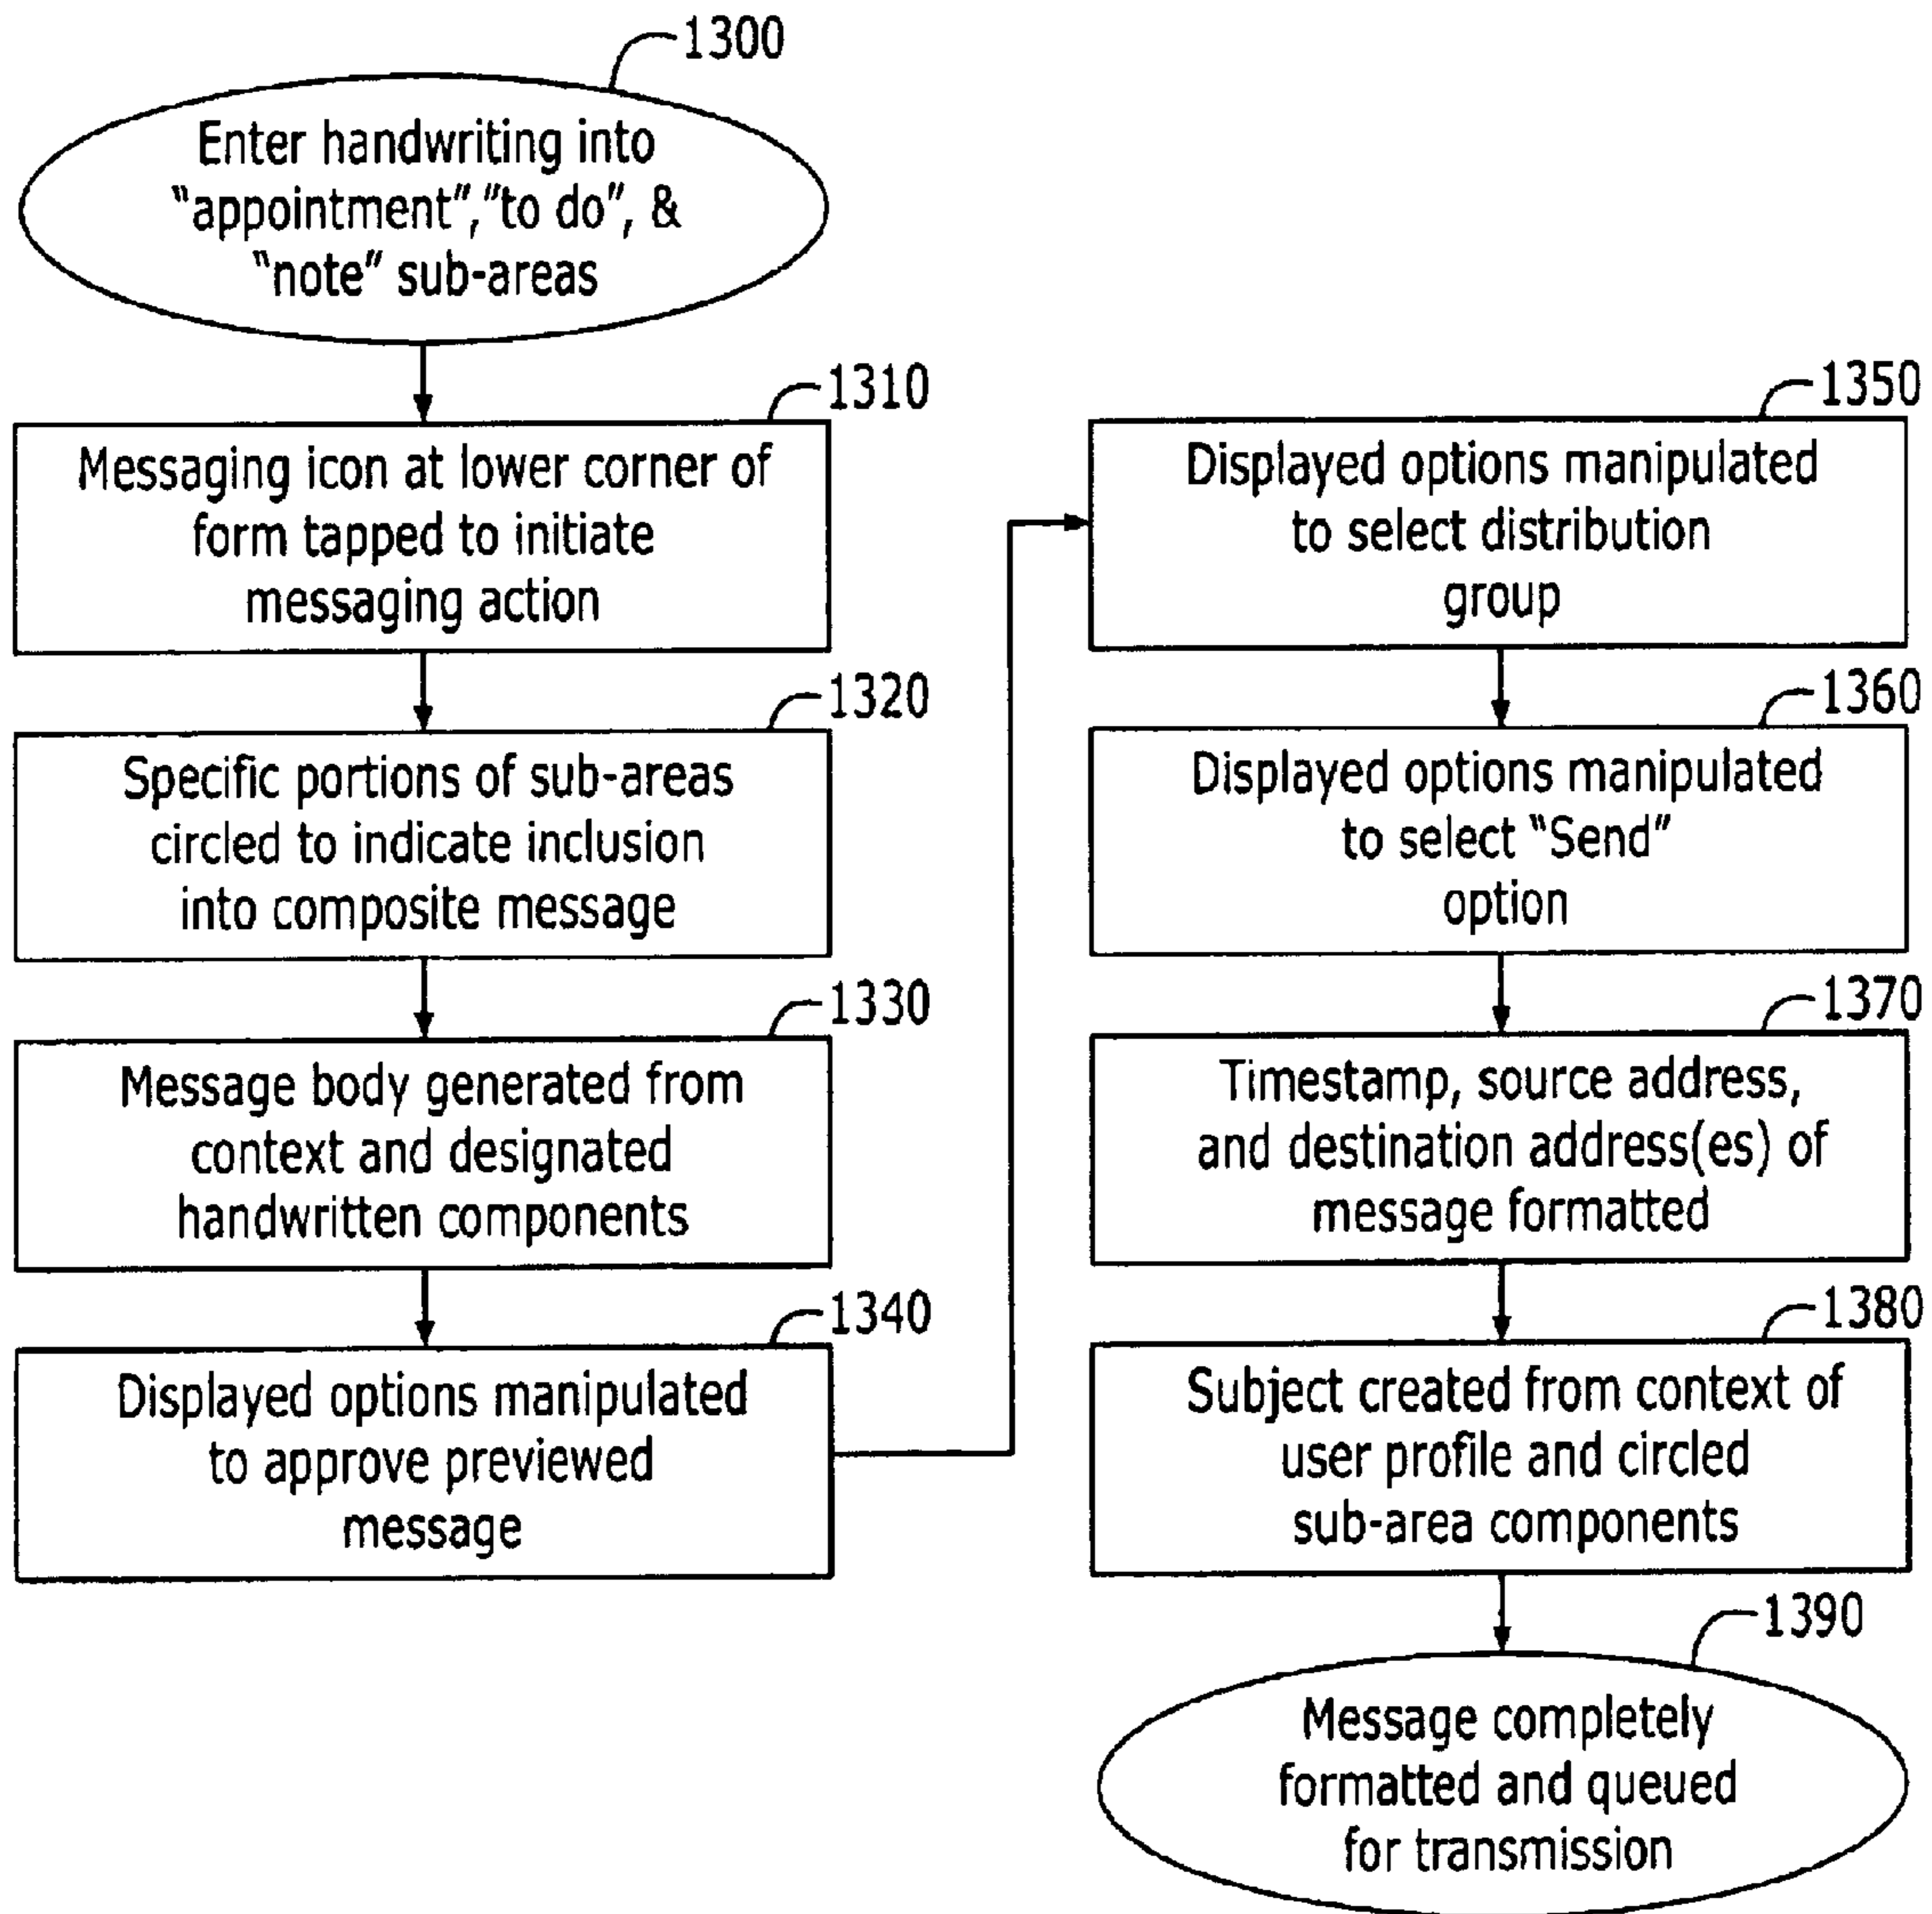 1300
Enter handwriting into
“appointment”,”to do”, &
“note” sub-areas
1310
Messaging icon at lower corner of
form tapped to initiate
messaging action
1320
Specific portions of sub-areas
circled to indicate inclusion
into composite message
1330
Message body generated from
context and designated
handwritten components
1340
Displayed options manipulated
to approve previewed
message
1350
Displayed options manipulated
to select distribution
group
1360
Displayed options manipulated
to select “Send”
option
1370
Timestamp, source address,
and destination address(es) of
message formatted
1380
Subject created from context of
user profile and circled
sub-area components
1390
Message completely
formatted and queued
for transmission